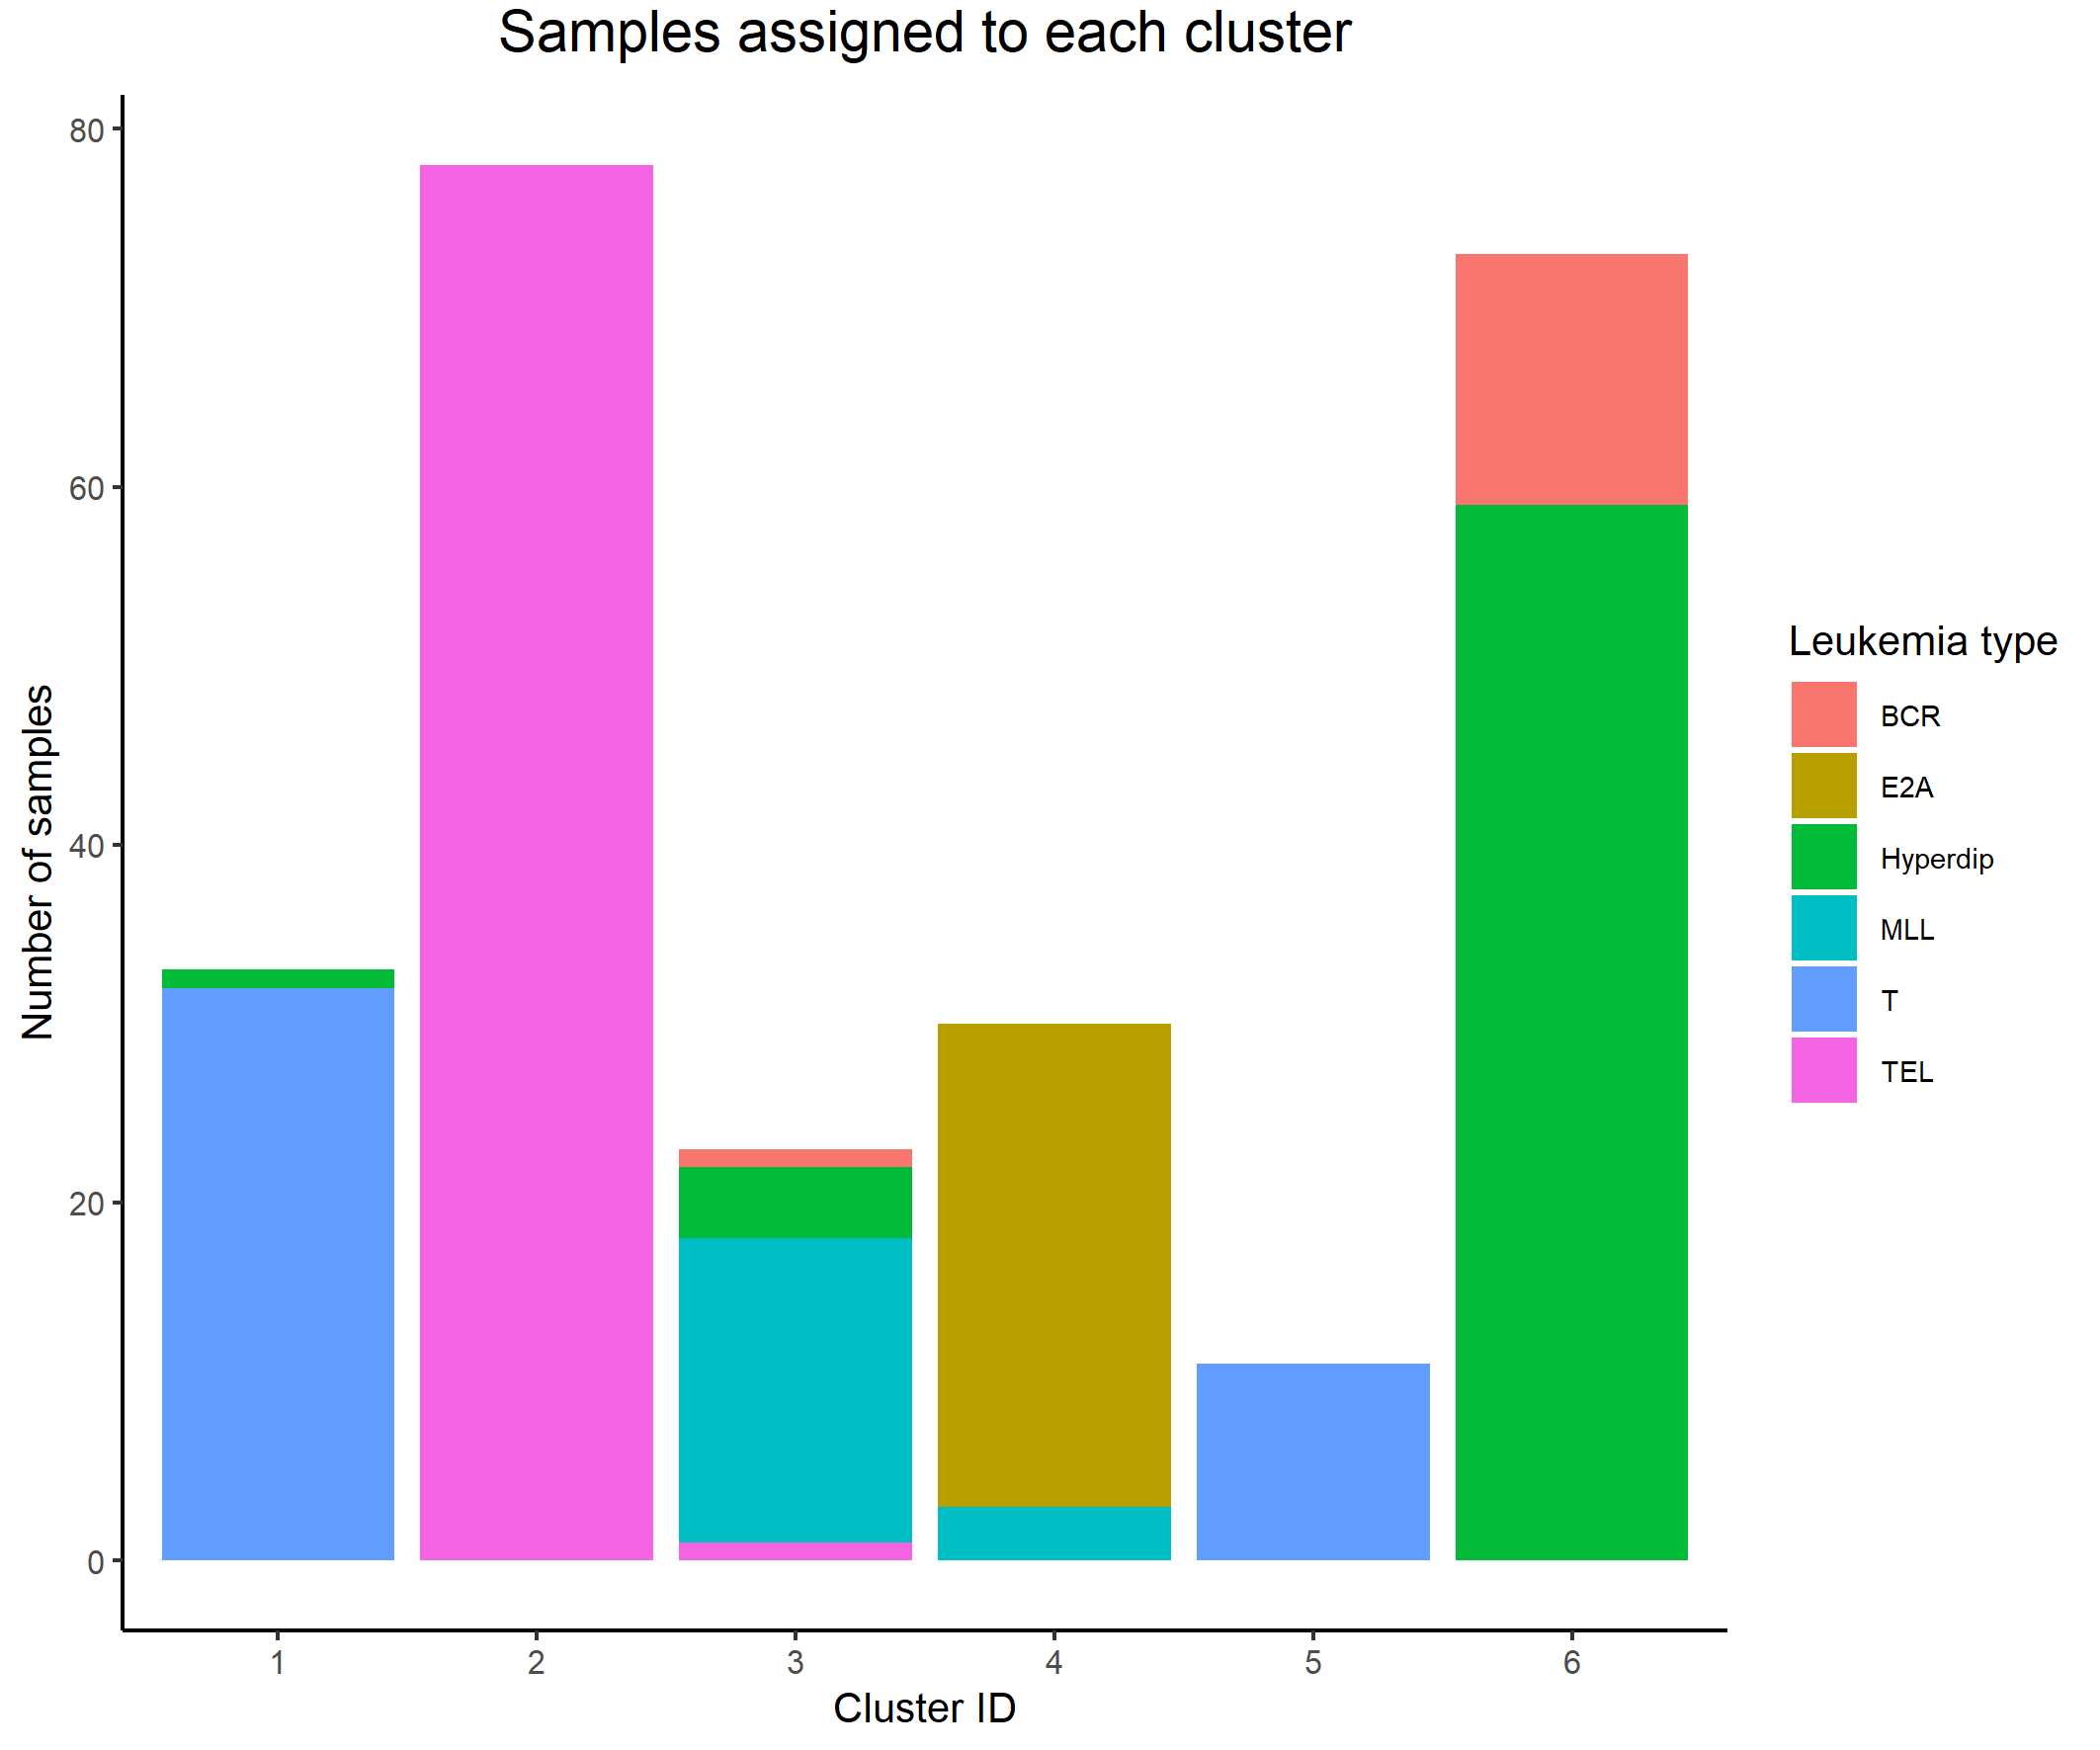 Samples assigned to each cluster
Number of samples
80
60
40
20
0
1 2 3 4 5 6
Cluster ID
Leukemia type
BCR
E2A
Hyperdip
MLL
T
TEL